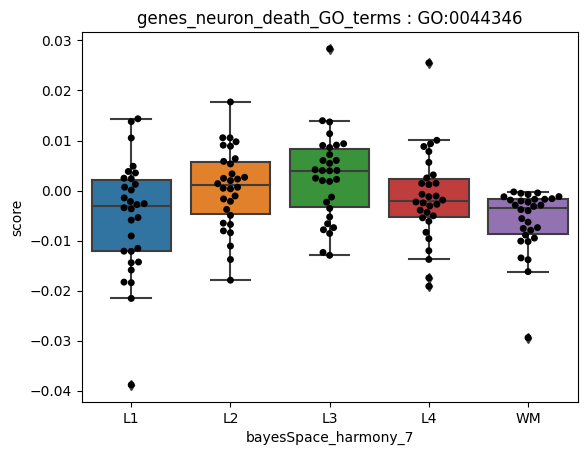 genes_neuron_death_GO_terms : GO:0044346
0.03
0.02
0.01
0.00
−0.01
−0.02
−0.03
−0.04
score
L1 L2 L3 L4 WM
bayesSpace_harmony_7